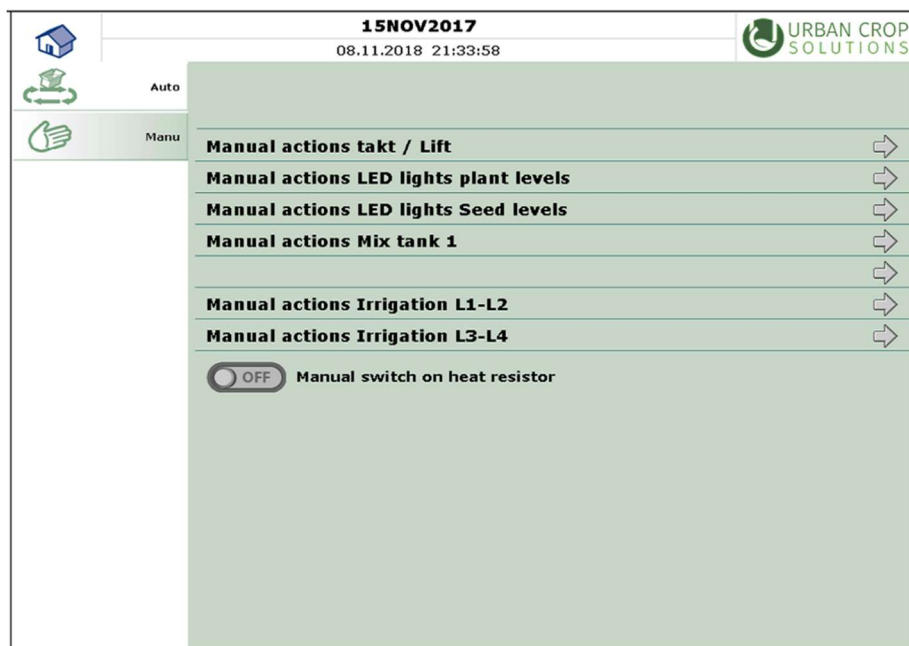 15NOV2017
08.11.2018 21:33:58
URBAN CROP
SOLUTIONS
Auto
Manu
Manual actions takt / Lift
Manual actions LED lights plant levels
Manual actions LED lights Seed levels
Manual actions Mix tank 1
Manual actions Irrigation L1-L2
Manual actions Irrigation L3-L4
OFF Manual switch on heat resistor